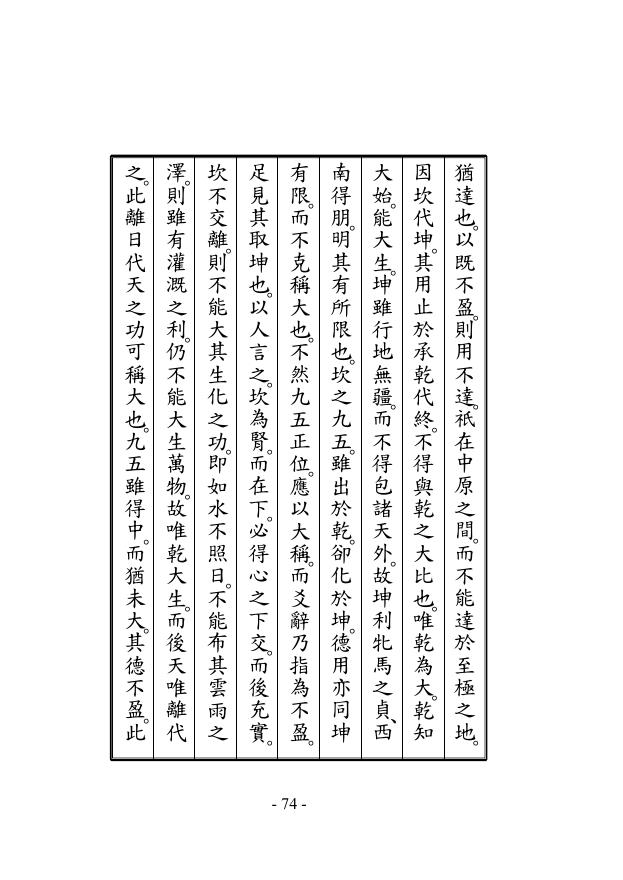 猶達也。以既不盈。則用不達。祇在中原之間。而不能達於至極之地。
因坎代坤。其用止於承乾代終。不得與乾之大比也。唯乾為大。乾知
大始。能大生。坤雖行地無疆。而不得包諸天外。故坤利牝馬之貞、西
南得朋。明其有所限也。坎之九五。雖出於乾。卻化於坤。德用亦同坤
有限。而不克稱大也。不然九五正位。應以大稱。而爻辭乃指為不盈。
足見其取坤也。以人言之。坎為腎。而在下。必得心之下交。而後充實。
坎不交離。則不能大其生化之功。即如水不照日。不能布其雲雨之
澤。則雖有灌溉之利。仍不能大生萬物。故唯乾大生。而後天唯離代
之。此離日代天之功可稱大也。九五雖得中。而猶未大。其德不盈。此
- 74 -